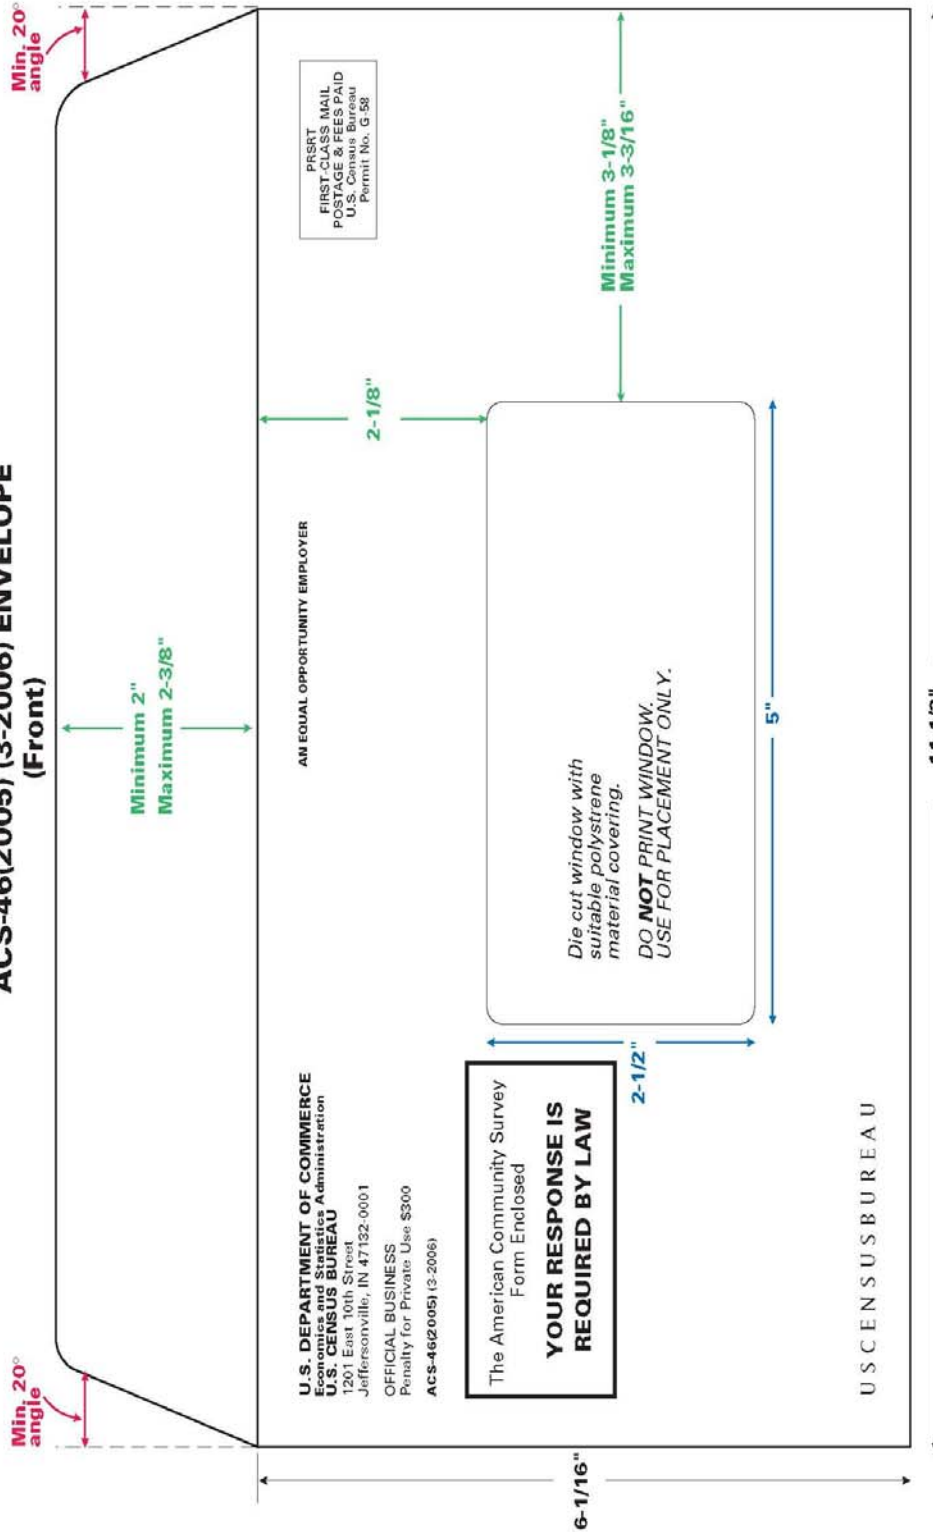 ACS-46(2005) (3-2006) ENVELOPE
(Front)
Min. 20°
angle
Min. 20°
angle
Minimum 2"
Maximum 2-3/8"
U.S. DEPARTMENT OF COMMERCE
Economics and Statistics Administration
U.S. CENSUS BUREAU
1201 East 10th Street
Jeffersonville, IN 47132-0001
OFFICIAL BUSINESS
Penalty for Private Use $300
ACS-46(2005) (3-2006)
AN EQUAL OPPORTUNITY EMPLOYER
PRSRT
FIRST-CLASS MAIL
POSTAGE & FEES PAID
U.S. Census Bureau
Permit No. G-58
2-1/8"
The American Community Survey
Form Enclosed
YOUR RESPONSE IS
REQUIRED BY LAW
Die cut window with
suitable polystrene
material covering.
DO NOT PRINT WINDOW.
USE FOR PLACEMENT ONLY.
Minimum 3-1/8"
Maximum 3-3/16"
2-1/2"
5"
6-1/16"
USCENSUSBUREAU